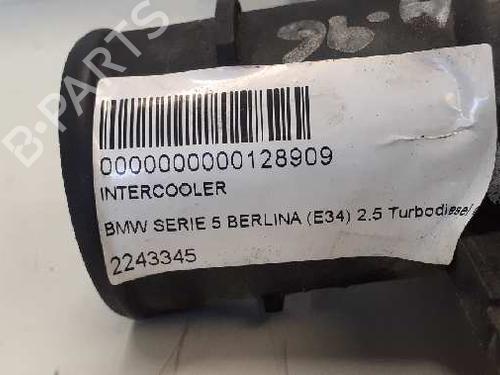 B-PARTS
0000000000128909
INTERCOOLER
BMW SERIE 5 BERLINA (E34) 2.5 Turbodiesel
2243345